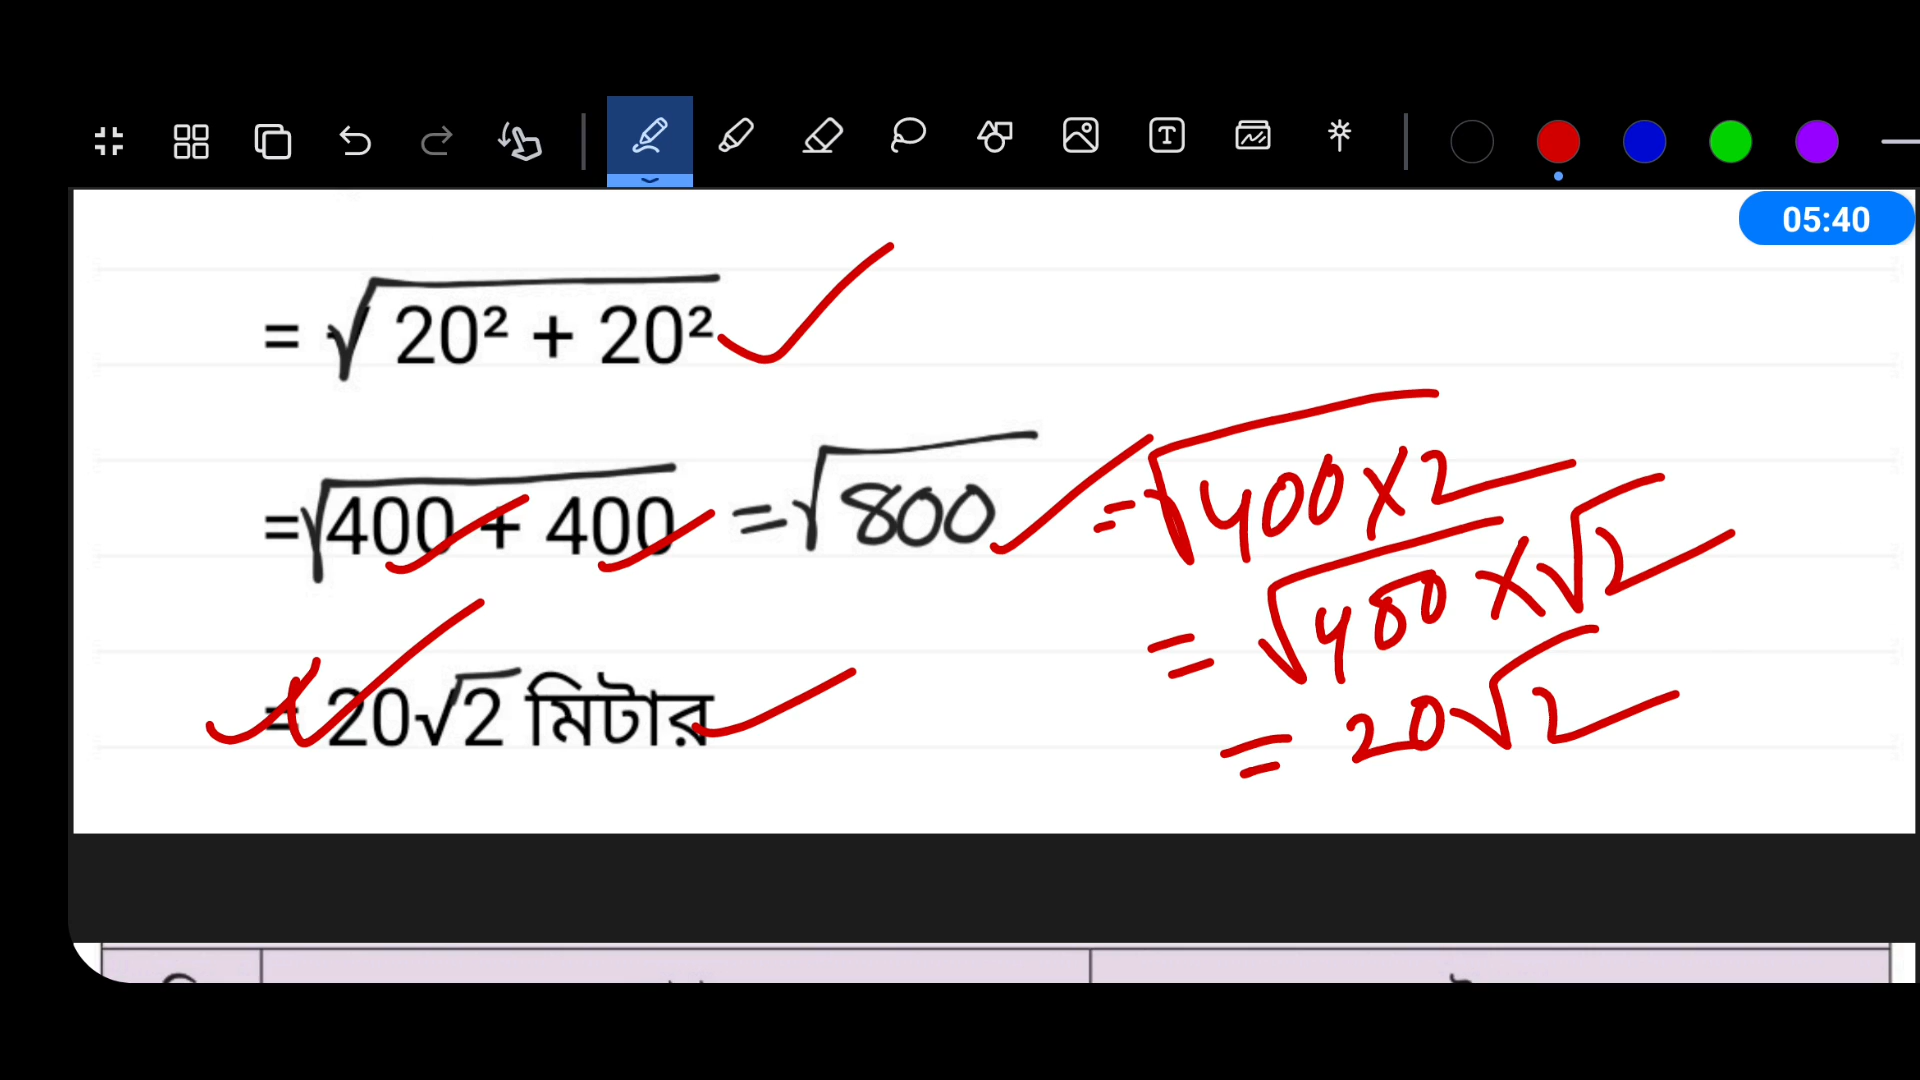 05:40
= √20² + 20²
=√400 + 400 = √800 = √400×2
= √400 × √2
= 20√2 মিটার
= 20√2